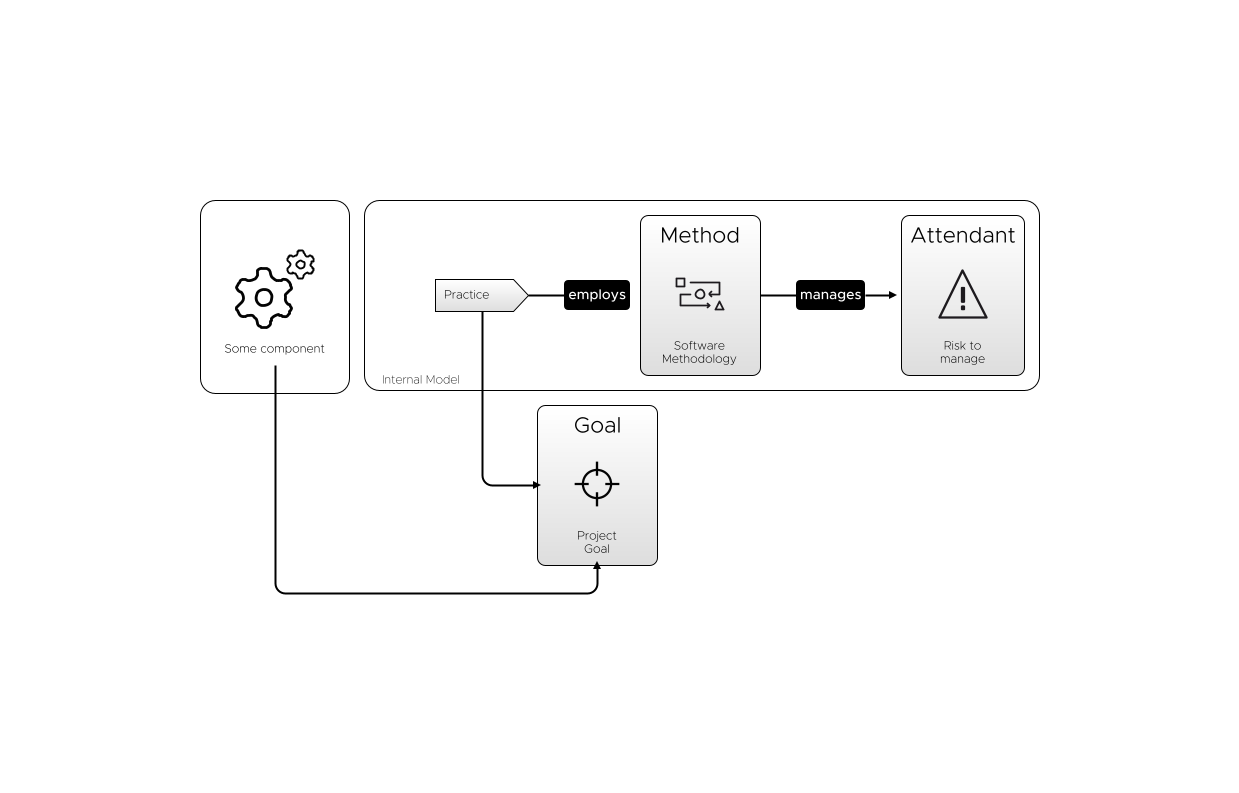 Method
Attendant
Practice
employs
manages
Some component
Software
Methodology
Risk to
manage
Internal Model
Goal
Project
Goal